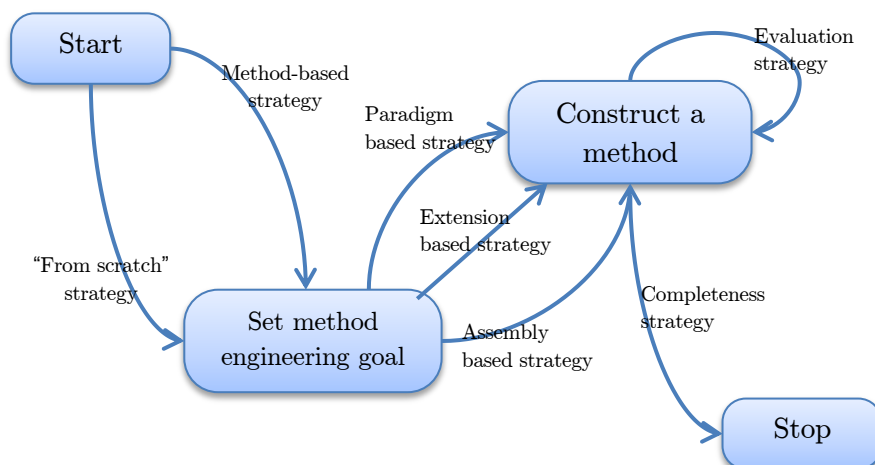 Start
Method-based
strategy
Evaluation
strategy
Construct a
method
Paradigm
based strategy
Extension
based strategy
“From scratch”
strategy
Set method
engineering goal
Assembly
based strategy
Completeness
strategy
Stop